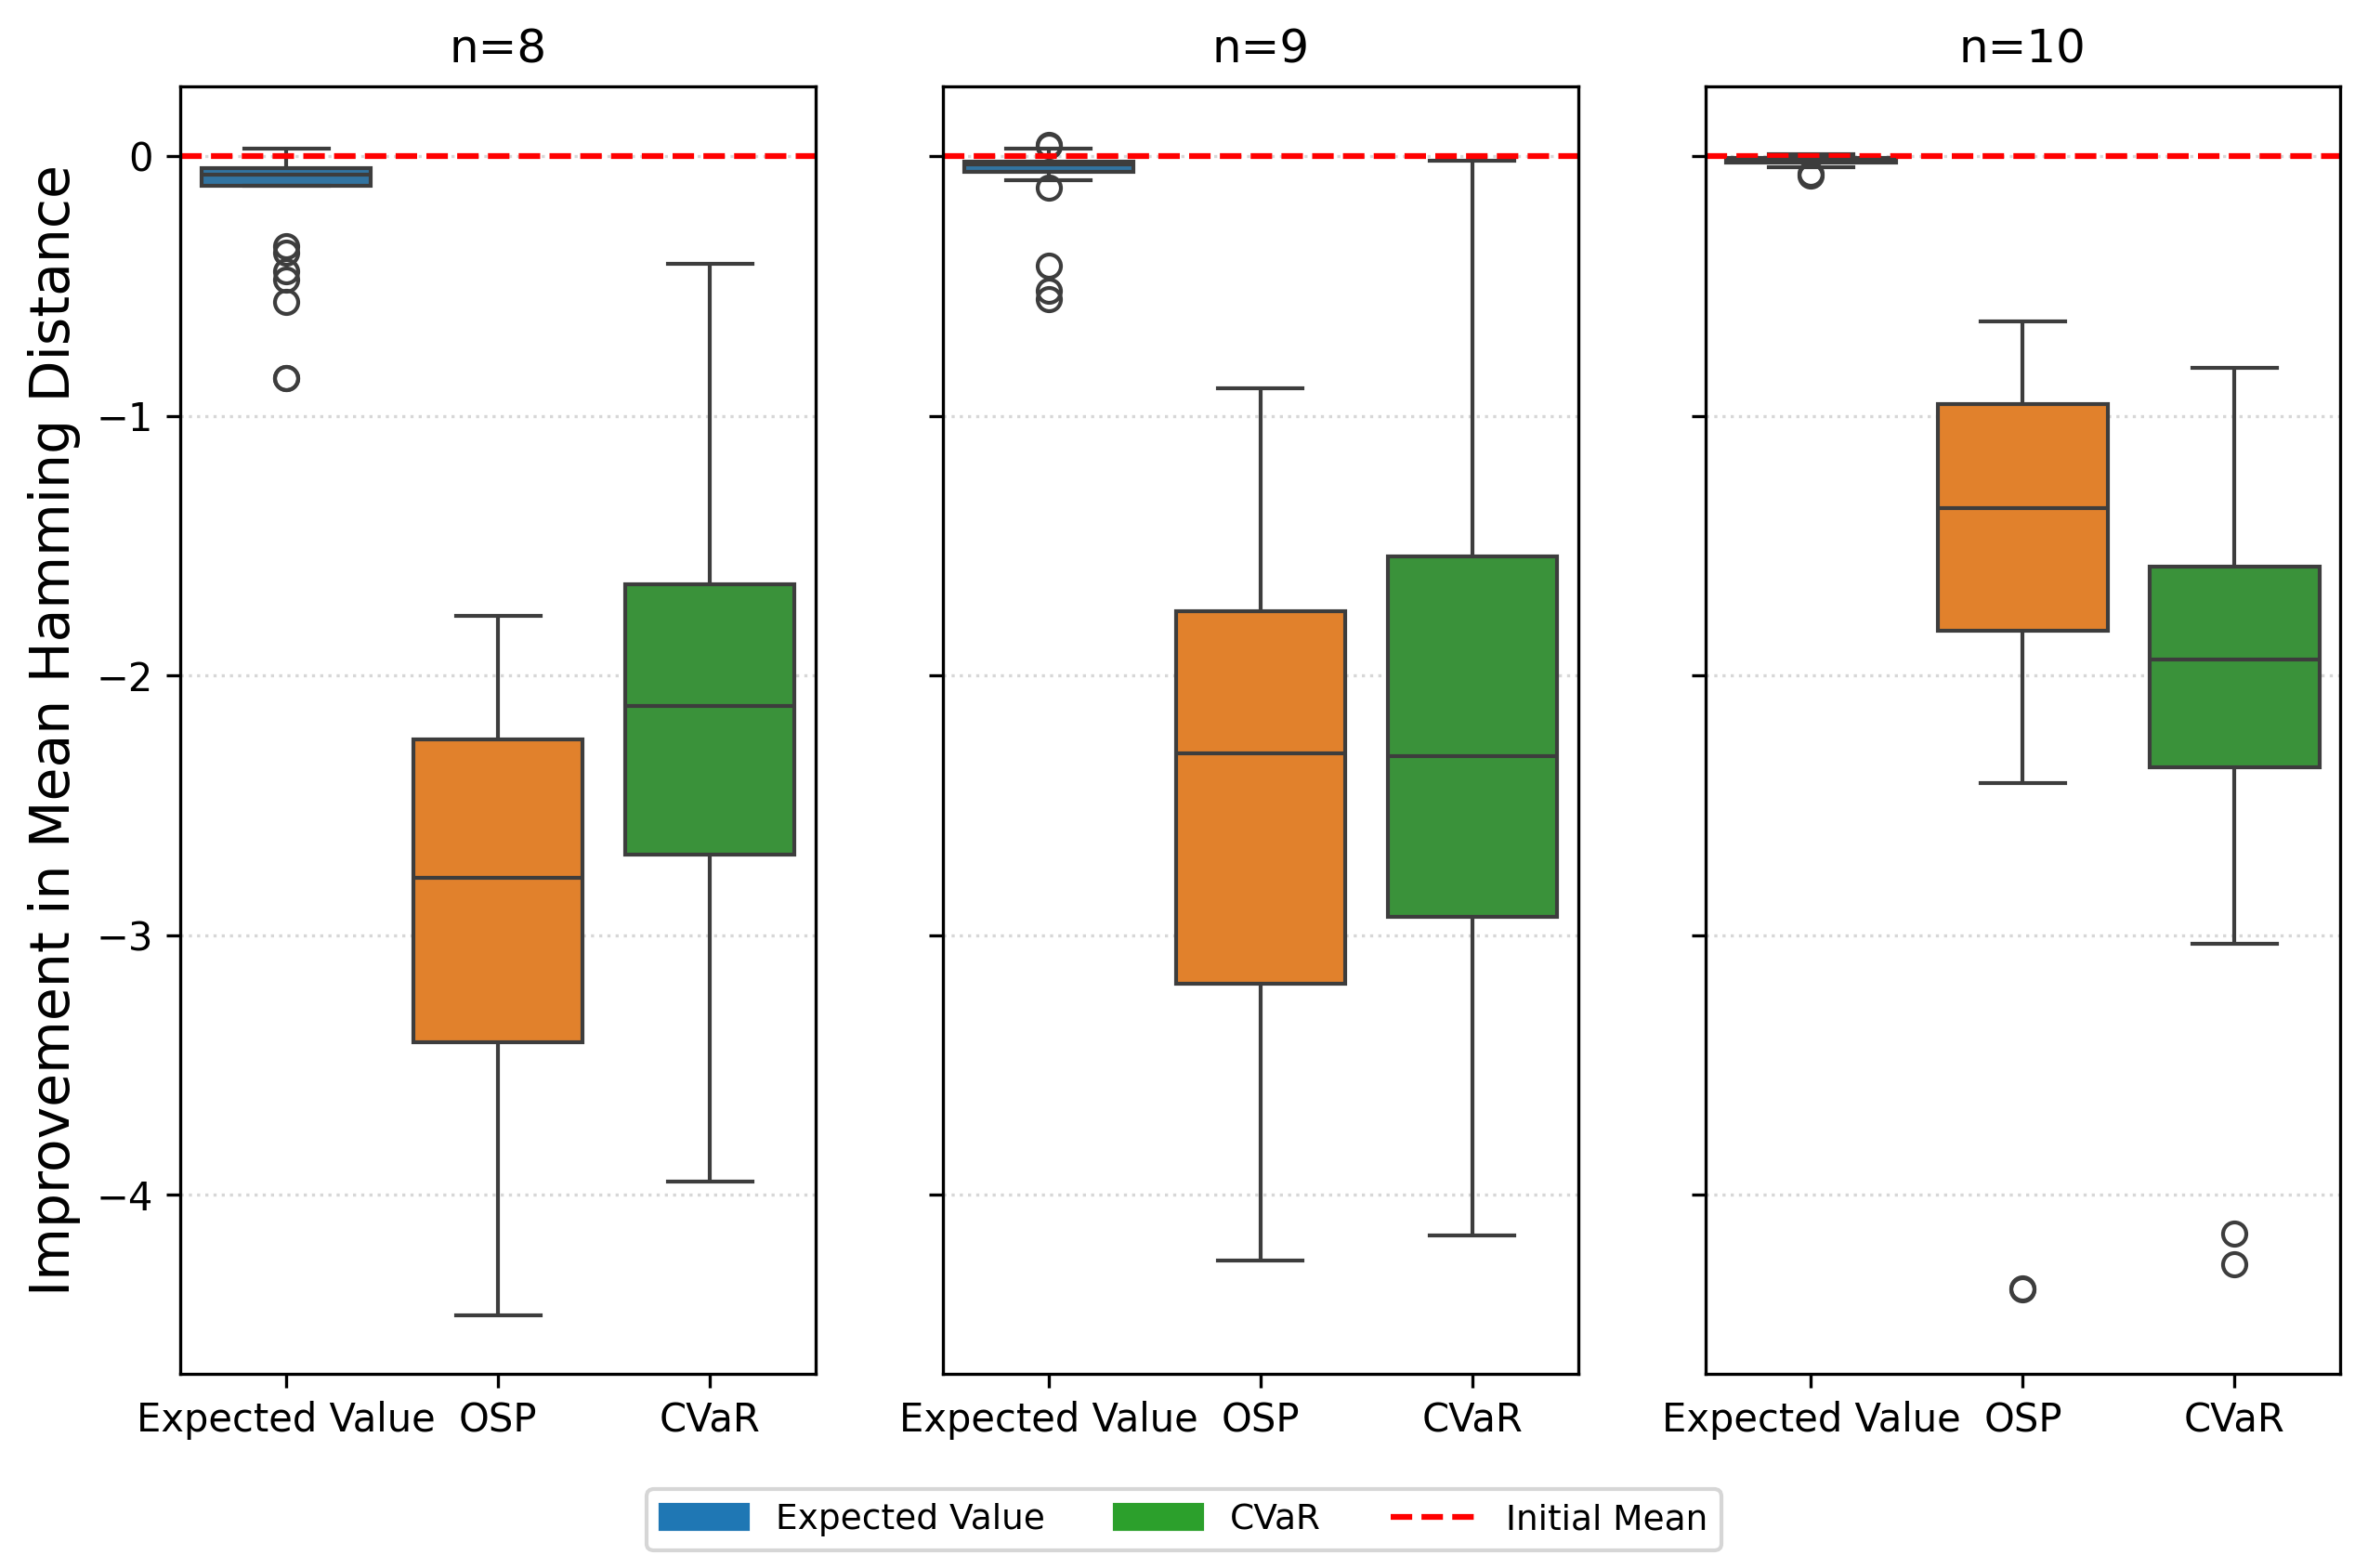 n=8
n=9
n=10
Improvement in Mean Hamming Distance
0
−1
−2
−3
−4
Expected Value OSP CVaR
Expected Value OSP CVaR
Expected Value OSP CVaR
Expected Value CVaR Initial Mean